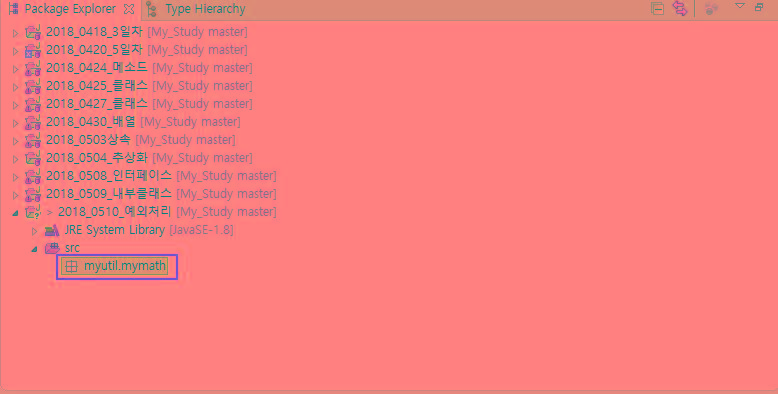 Package Explorer Type Hierarchy
2018_0418_3일차 [My_Study master]
2018_0420_5일차 [My_Study master]
2018_0424_메소드 [My_Study master]
2018_0425_클래스 [My_Study master]
2018_0427_클래스 [My_Study master]
2018_0430_배열 [My_Study master]
2018_0503상속 [My_Study master]
2018_0504_추상화 [My_Study master]
2018_0508_인터페이스 [My_Study master]
2018_0509_내부클래스 [My_Study master]
> 2018_0510_예외처리 [My_Study master]
JRE System Library [JavaSE-1.8]
src
myutil.mymath